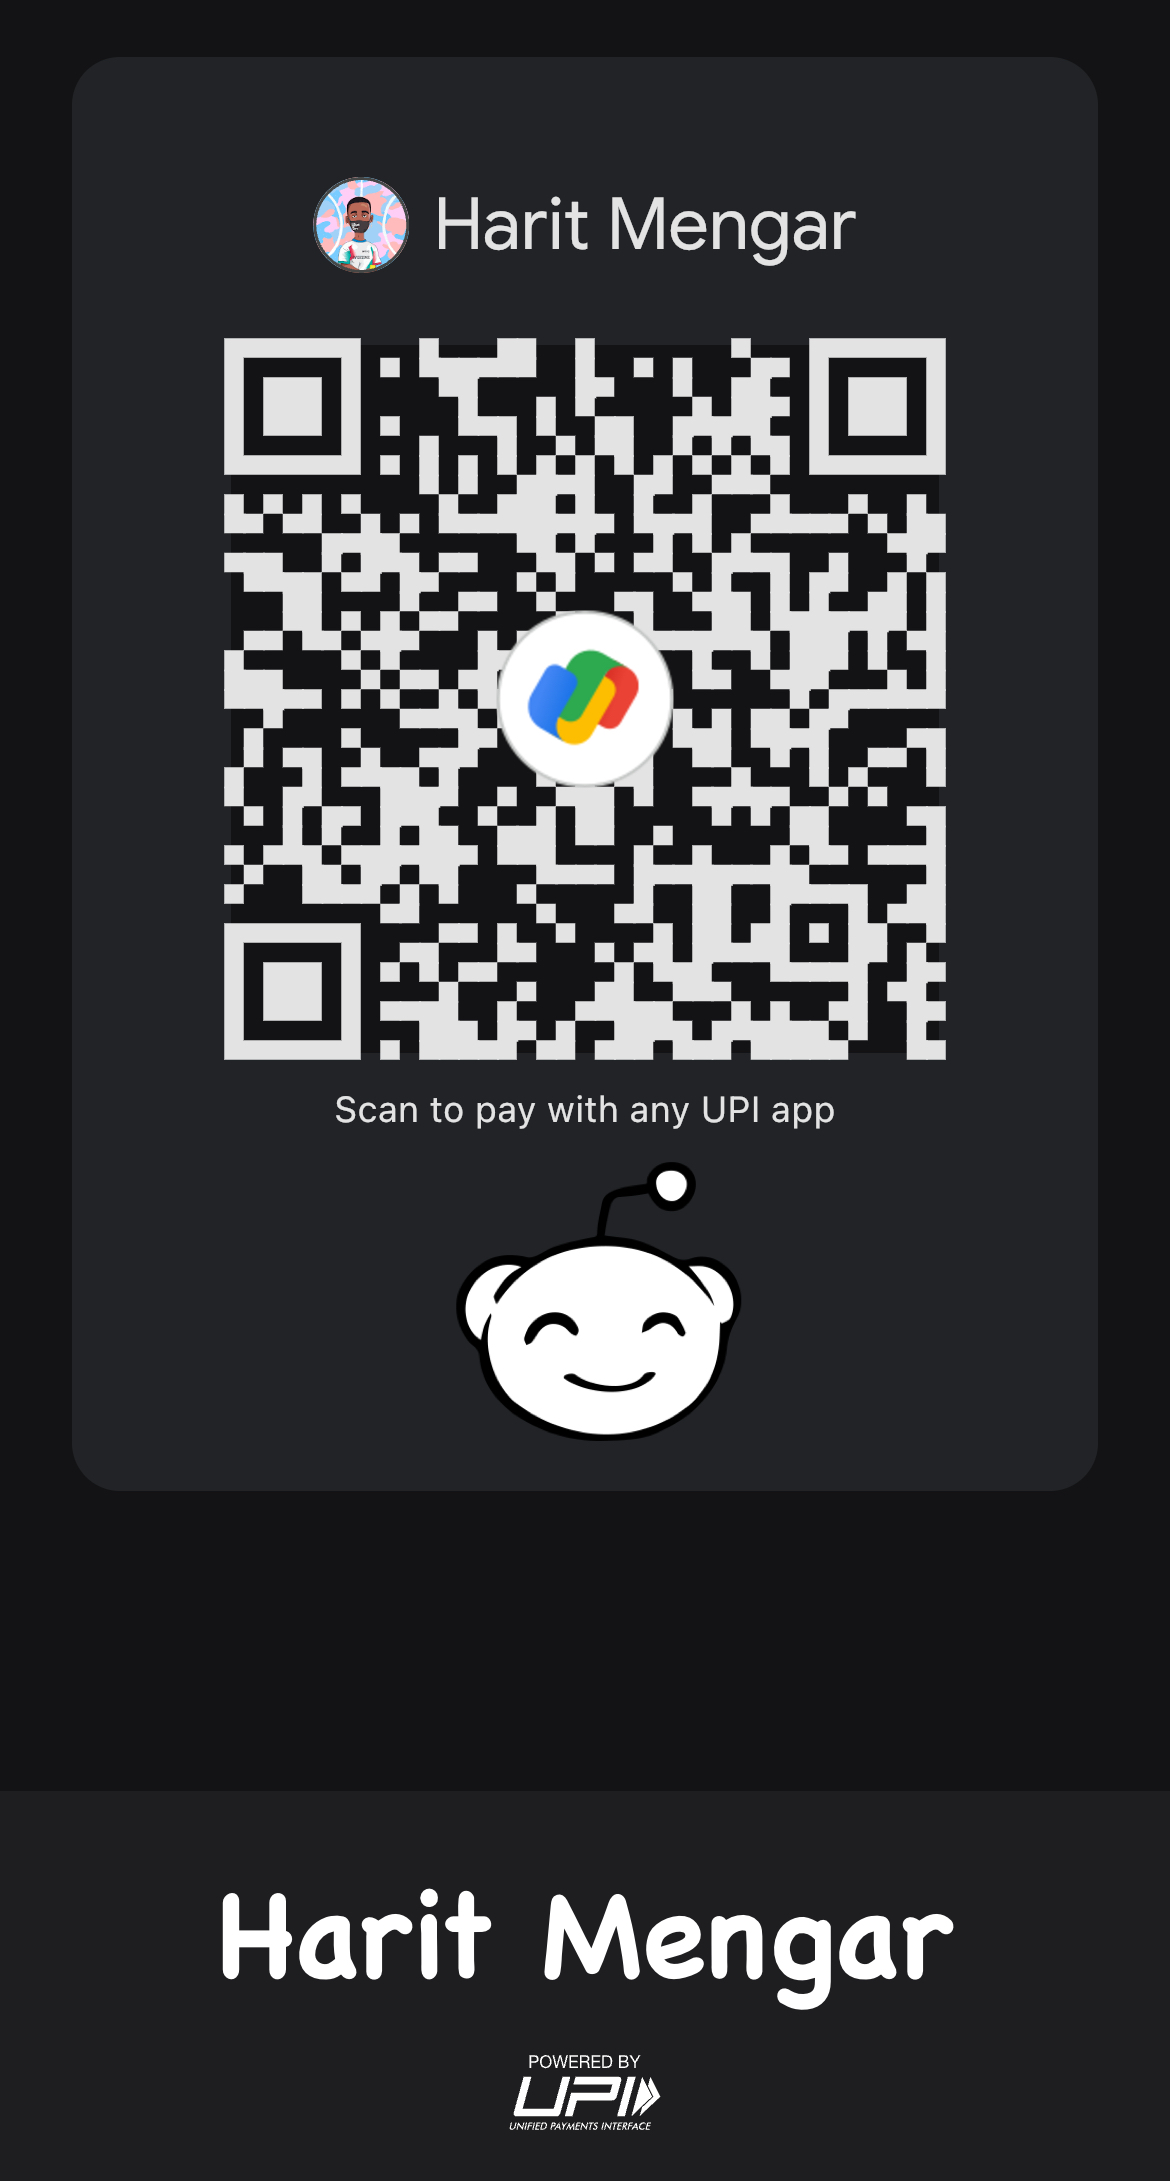 Harit Mengar
Scan to pay with any UPI app
Harit Mengar
POWERED BY
UPI
UNIFIED PAYMENTS INTERFACE